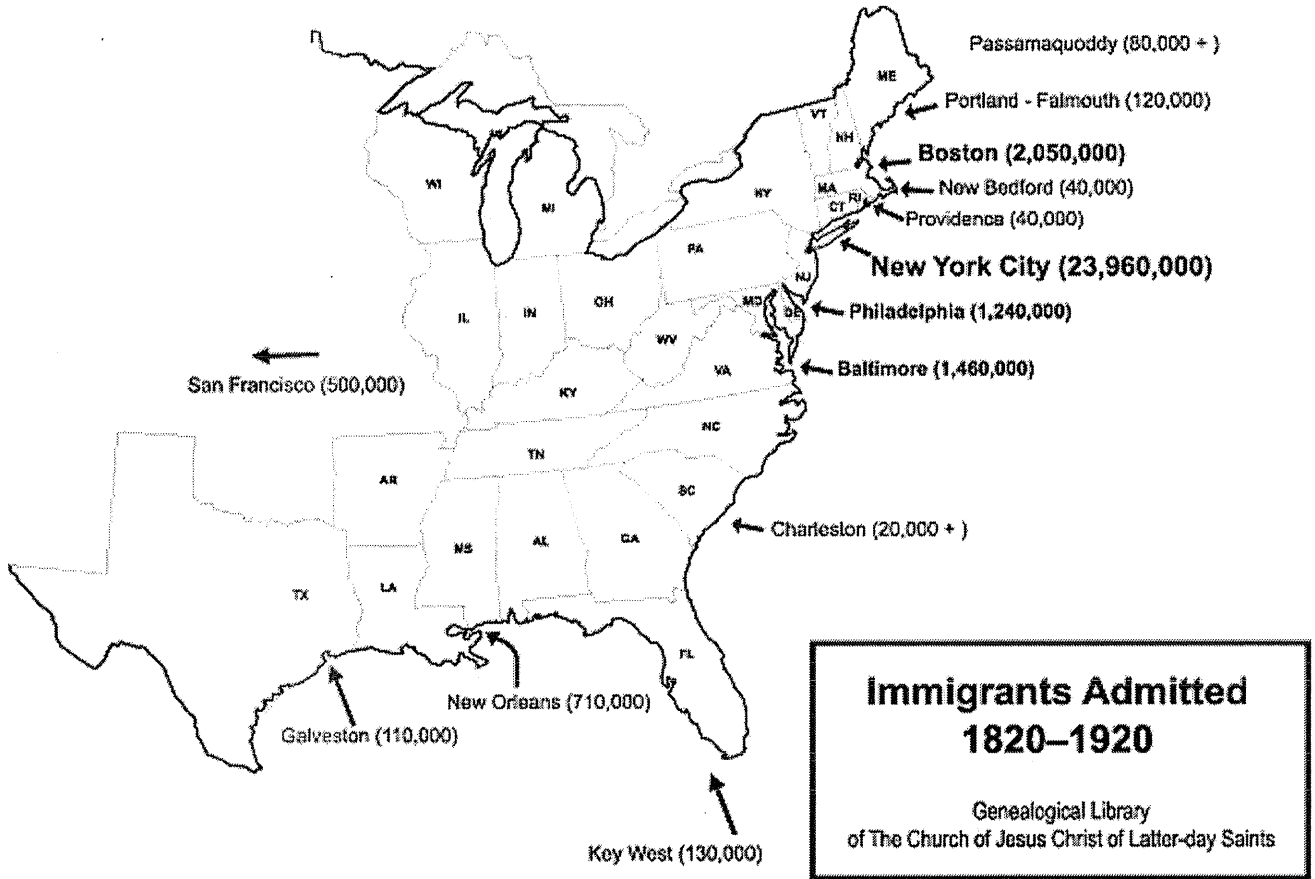 Passamaquoddy (80,000 + )
ME
Portland - Falmouth (120,000)
VT
NH
Boston (2,050,000)
WI
MA
New Bedford (40,000)
NY
RI
MI
CT
Providence (40,000)
PA
New York City (23,960,000)
NJ
OH
MD
IL
IN
DE
Philadelphia (1,240,000)
WV
San Francisco (500,000)
VA
Baltimore (1,460,000)
KY
NC
TN
AR
SC
Charleston (20,000 + )
MS
AL
GA
LA
TX
FL
New Orleans (710,000)
Galveston (110,000)
Key West (130,000)
Immigrants Admitted
1820–1920
Genealogical Library
of The Church of Jesus Christ of Latter-day Saints